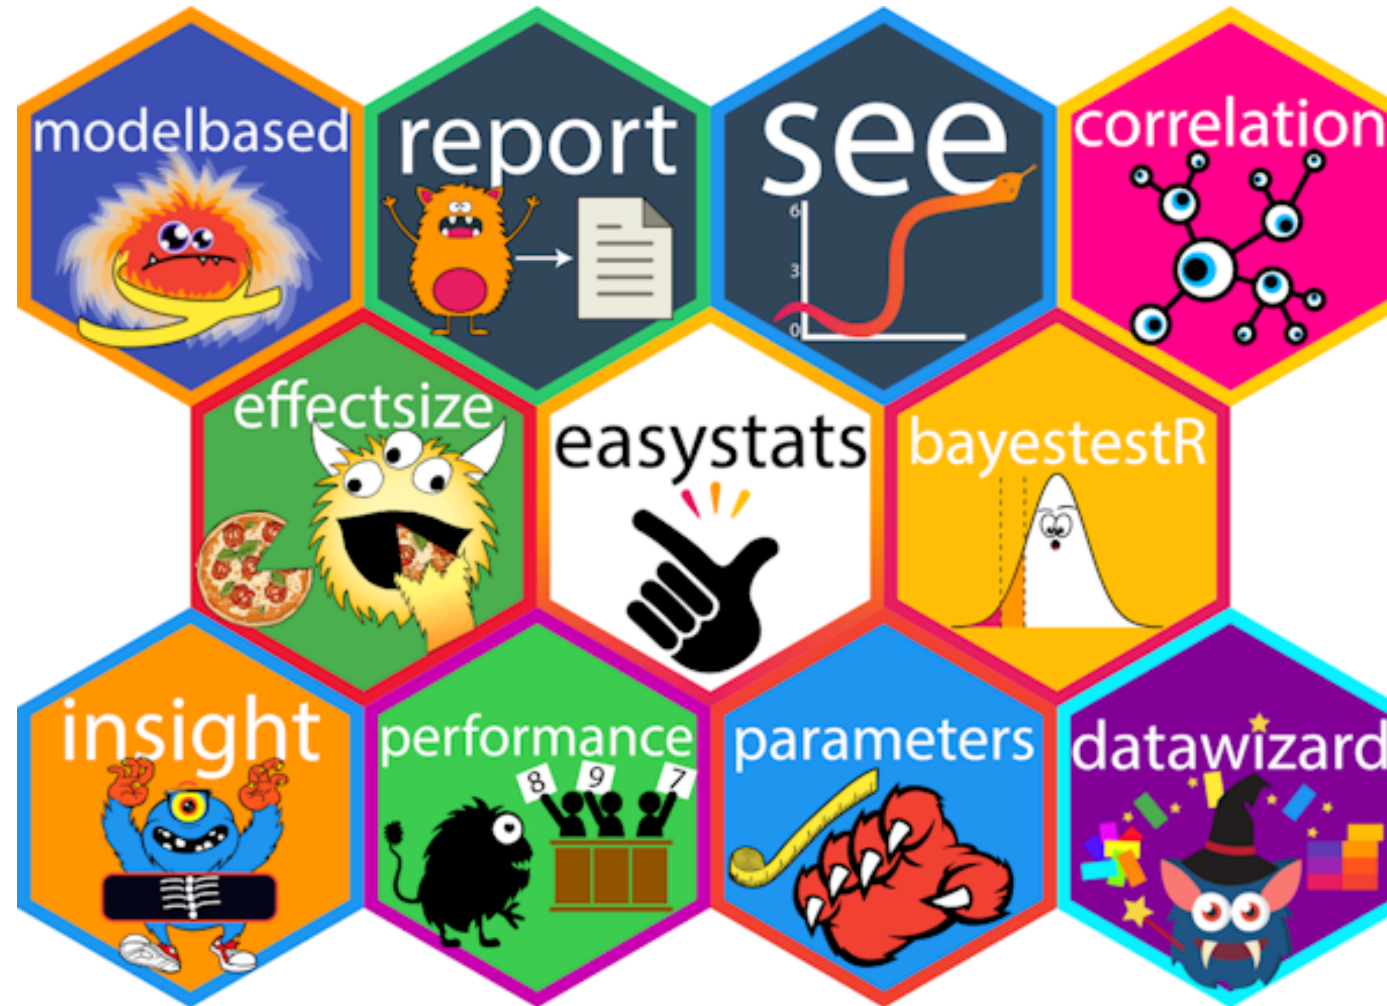 modelbased
report
see
6
3
0
correlation
effectsize
easystats
bayestestR
insight
performance
8 9 7
parameters
datawizard